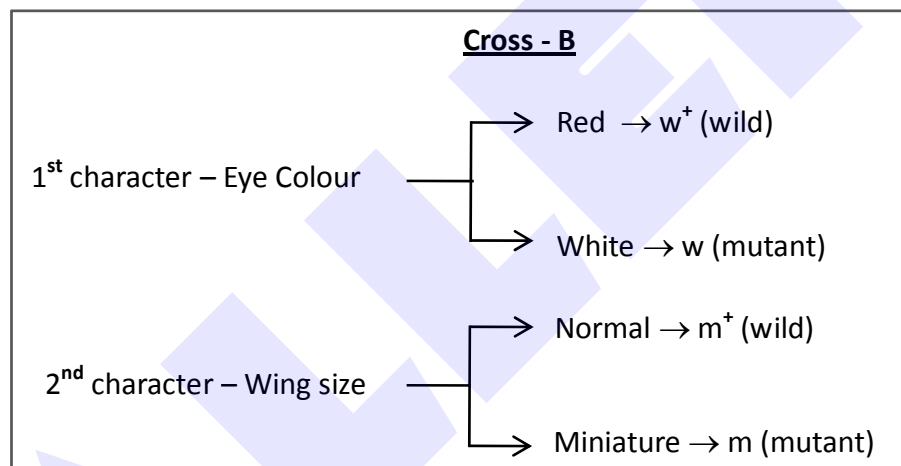 Cross - B
Red → w⁺ (wild)
1ˢᵗ character – Eye Colour
White → w (mutant)
Normal → m⁺ (wild)
2ⁿᵈ character – Wing size
Miniature → m (mutant)